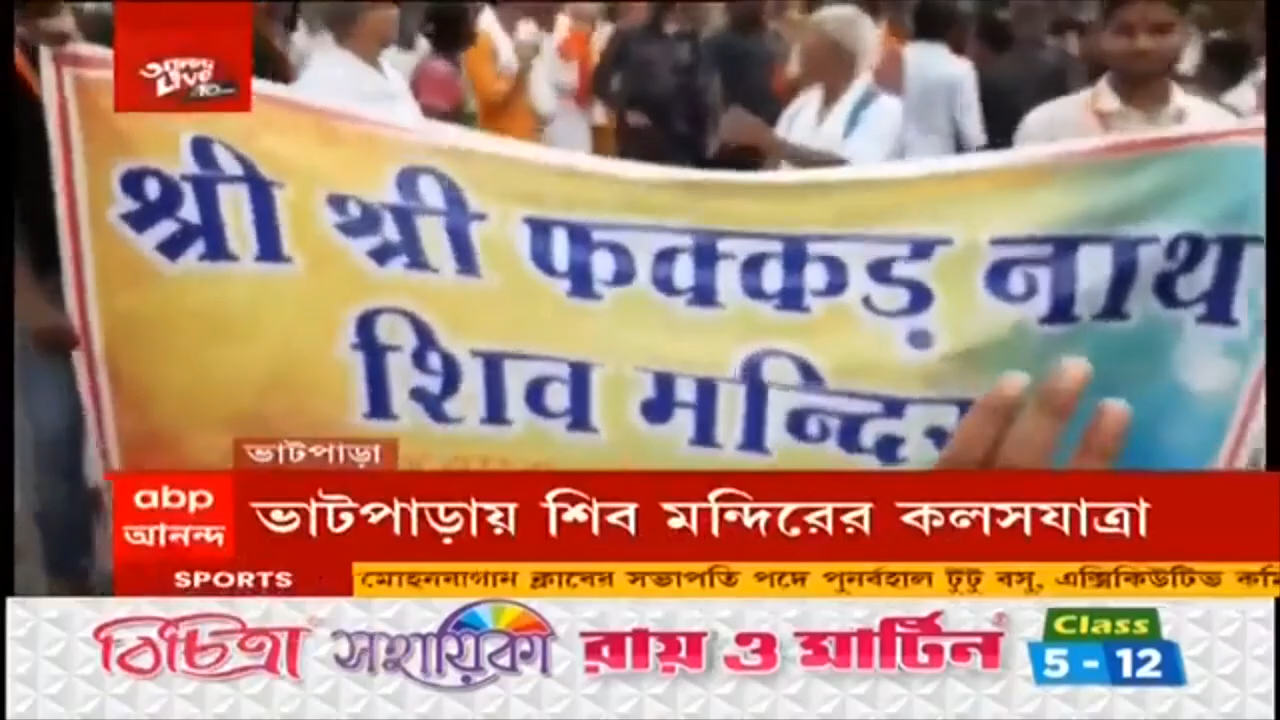 श्री श्री फक्कड़ नाथ
शिव मन्दिर
ভাটপাড়া
abp
আনন্দ
ভাটপাড়ায় শিব মন্দিরের কলসযাত্রা
SPORTS
মোহনবাগান ক্লাবের সভাপতি পদে পুনর্বহাল টুটু বসু, এক্সিকিউটিভ
বিচিত্রা সহায়িকা রায় ও মার্টিন
Class
5 - 12